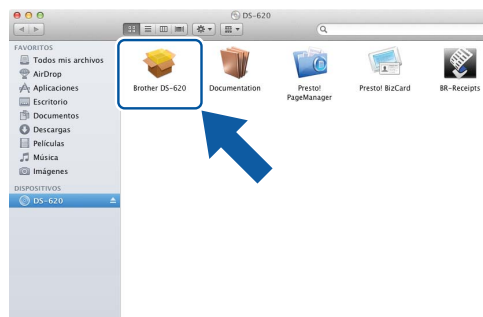 DS-620
FAVORITOS
Todos mis archivos
AirDrop
Aplicaciones
Escritorio
Documentos
Descargas
Películas
Música
Imágenes
DISPOSITIVOS
DS-620
Brother DS-620
Documentation
Presto!
PageManager
Presto! BizCard
BR-Receipts